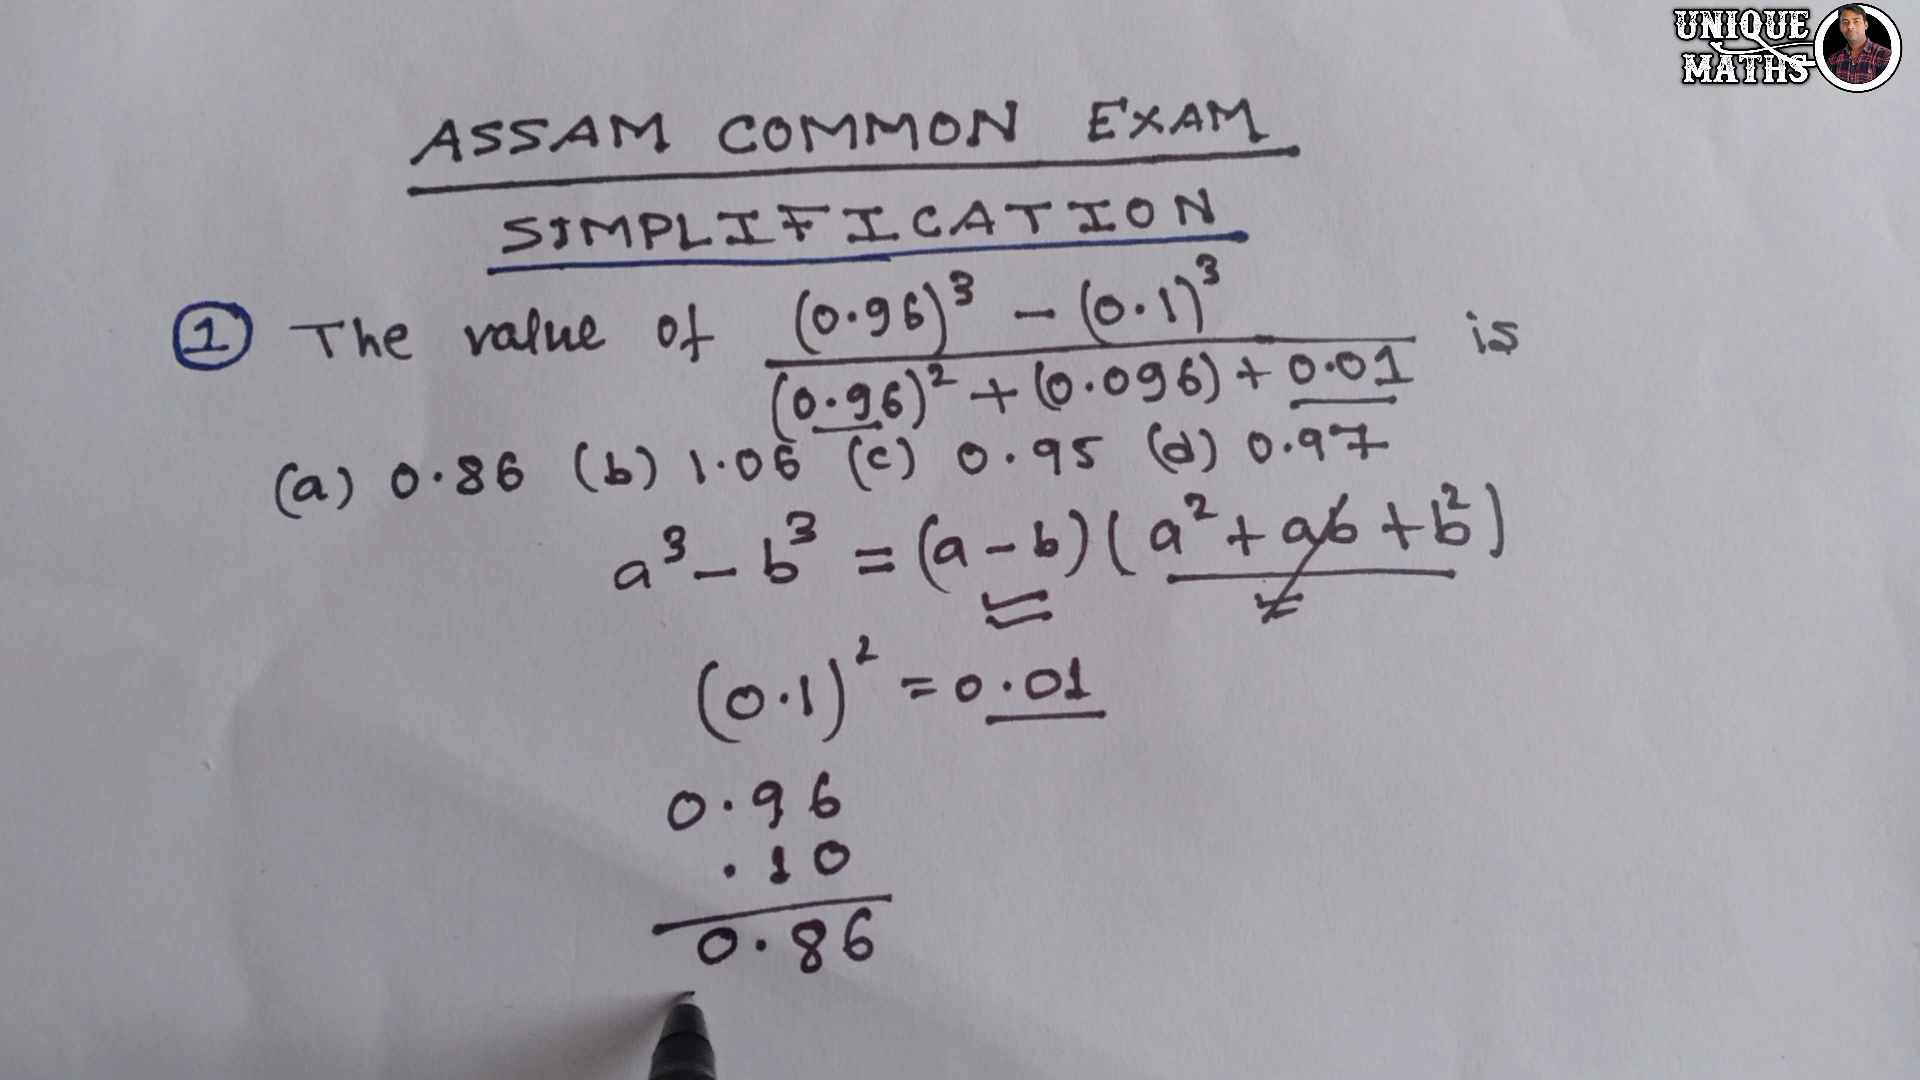 UNIQUE
MATHS
ASSAM COMMON EXAM
SIMPLIFICATION
① The value of (0.96)³ - (0.1)³ is
(0.96)² + (0.096) + 0.01
(a) 0.86 (b) 1.06 (c) 0.95 (d) 0.97
a³ - b³ = (a - b) (a² + ab + b²)
(0.1)² = 0.01
0.96
.10
0.86